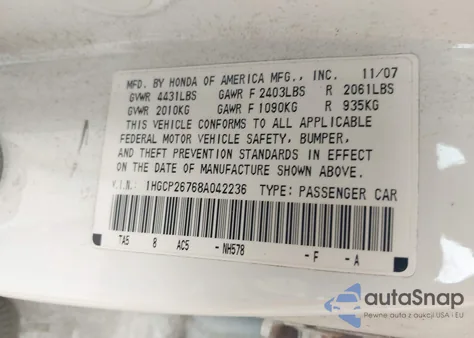 MFD. BY HONDA OF AMERICA MFG., INC. 11/07
GVWR 4431LBS GAWR F 2403LBS R 2061LBS
GVWR 2010KG GAWR F 1090KG R 935KG
THIS VEHICLE CONFORMS TO ALL APPLICABLE
FEDERAL MOTOR VEHICLE SAFETY, BUMPER,
AND THEFT PREVENTION STANDARDS IN EFFECT
ON THE DATE OF MANUFACTURE SHOWN ABOVE.
V.I.N.: 1HGCP26768A042236 TYPE: PASSENGER CAR
TA5 8 AC5 -NH578 -F -A
autoSnap
Pewne auta z aukcji USA i EU